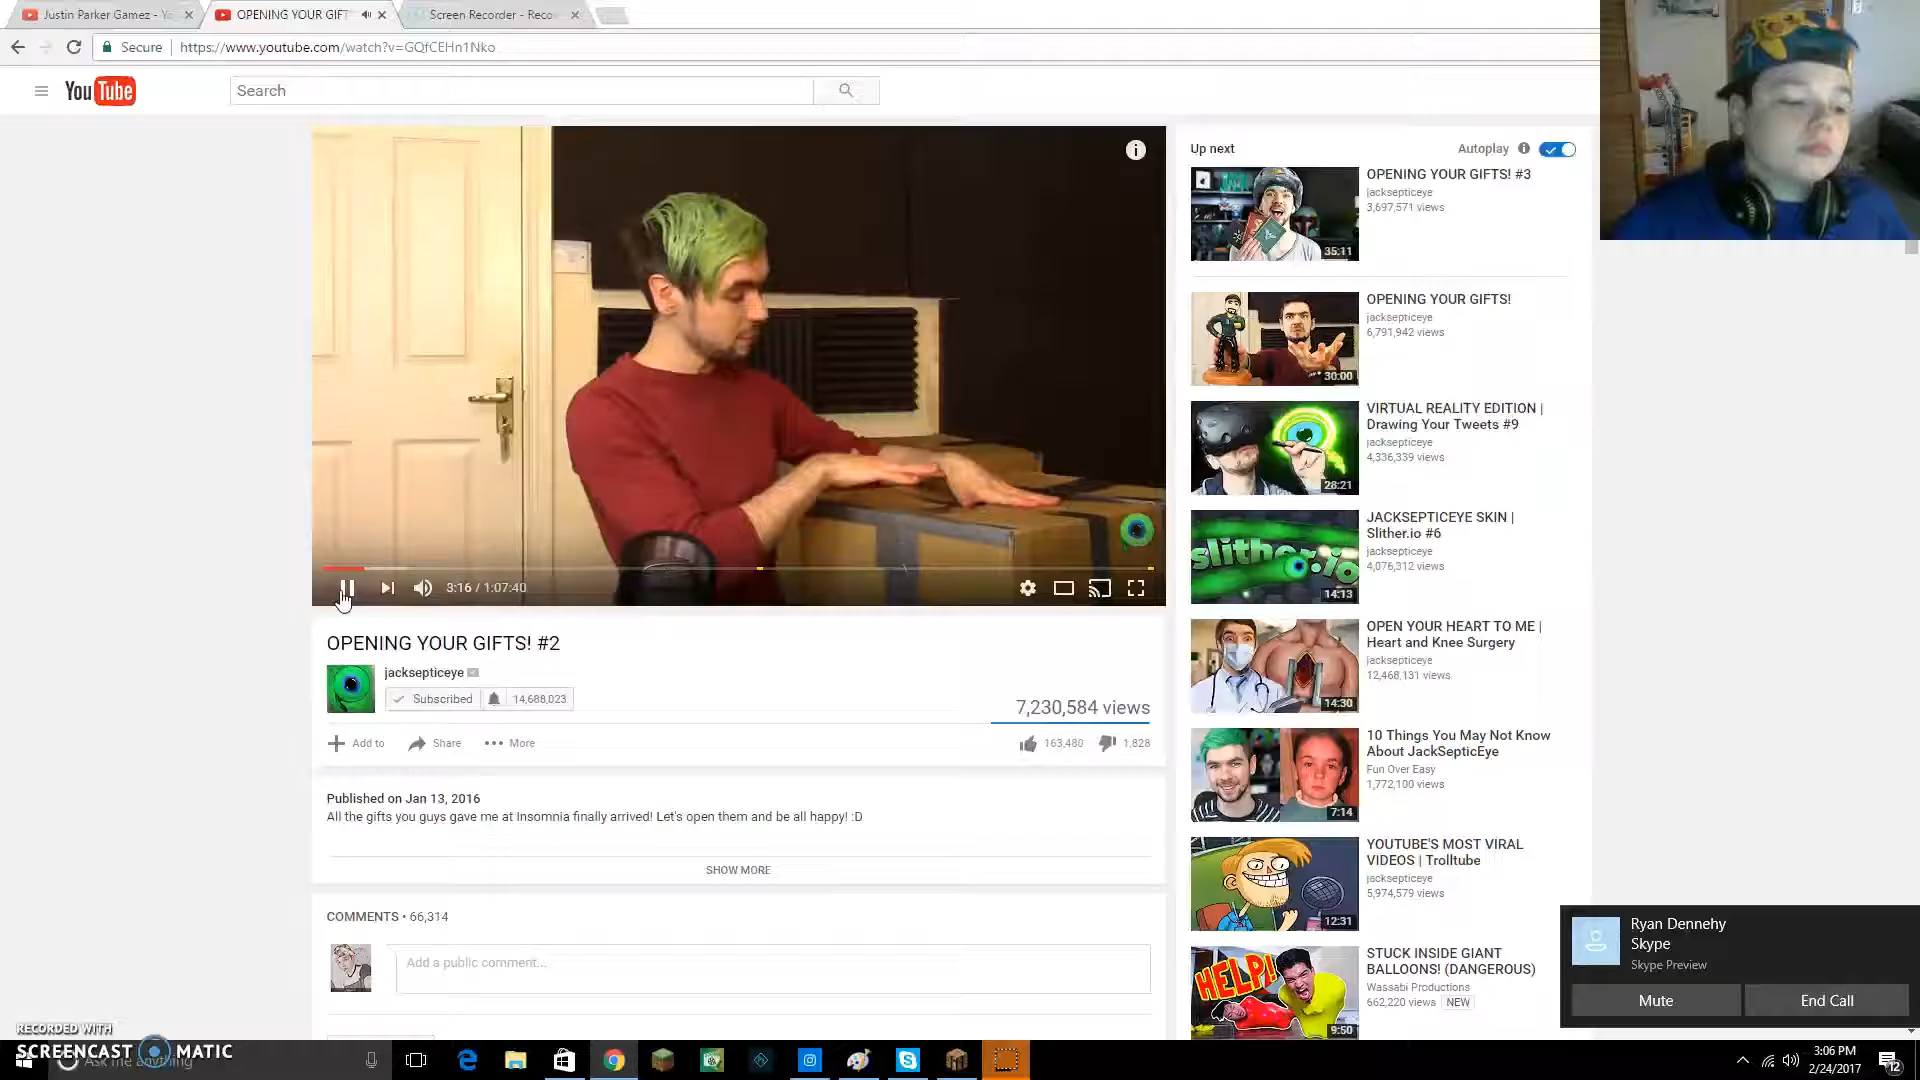 Justin Parker Gamez - Yo
OPENING YOUR GIFT
Screen Recorder - Reco
Secure
https://www.youtube.com/watch?v=GQfCEHn1Nko
YouTube
Search
3:16 / 1:07:40
OPENING YOUR GIFTS! #2
jacksepticeye
Subscribed
14,688,023
7,230,584 views
Add to
Share
More
163,480
1,828
Published on Jan 13, 2016
All the gifts you guys gave me at Insomnia finally arrived! Let's open them and be all happy! :D
SHOW MORE
COMMENTS • 66,314
Add a public comment...
Up next
Autoplay
OPENING YOUR GIFTS! #3
jacksepticeye
3,697,571 views
35:11
OPENING YOUR GIFTS!
jacksepticeye
6,791,942 views
30:00
VIRTUAL REALITY EDITION |
Drawing Your Tweets #9
jacksepticeye
4,336,339 views
28:21
JACKSEPTICEYE SKIN |
Slither.io #6
jacksepticeye
4,076,312 views
slither.io
14:13
OPEN YOUR HEART TO ME |
Heart and Knee Surgery
jacksepticeye
12,468,131 views
14:30
10 Things You May Not Know
About JackSepticEye
Fun Over Easy
1,772,100 views
7:14
YOUTUBE'S MOST VIRAL
VIDEOS | Trolltube
jacksepticeye
5,974,579 views
12:31
STUCK INSIDE GIANT
BALLOONS! (DANGEROUS)
Wassabi Productions
662,220 views NEW
HELP!
9:50
Ryan Dennehy
Skype
Skype Preview
Mute
End Call
RECORDED WITH
SCREENCAST MATIC
Ask me anything
3:06 PM
2/24/2017
12